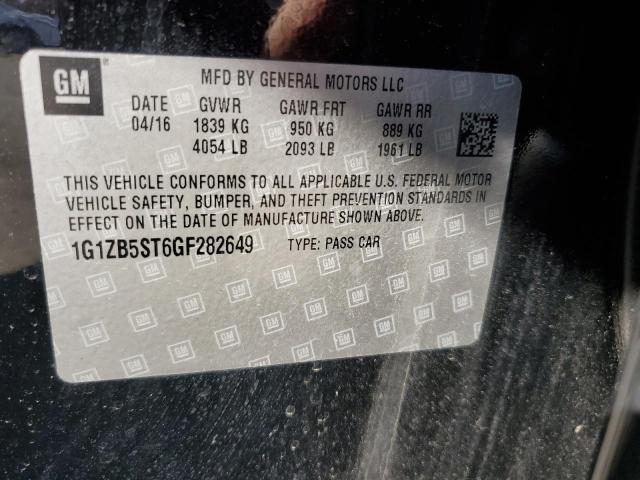 GM
MFD BY GENERAL MOTORS LLC
DATE GVWR GAWR FRT GAWR RR
04/16 1839 KG 950 KG 889 KG
4054 LB 2093 LB 1961 LB
THIS VEHICLE CONFORMS TO ALL APPLICABLE U.S. FEDERAL MOTOR
VEHICLE SAFETY, BUMPER, AND THEFT PREVENTION STANDARDS IN
EFFECT ON THE DATE OF MANUFACTURE SHOWN ABOVE.
1G1ZB5ST6GF282649 TYPE: PASS CAR